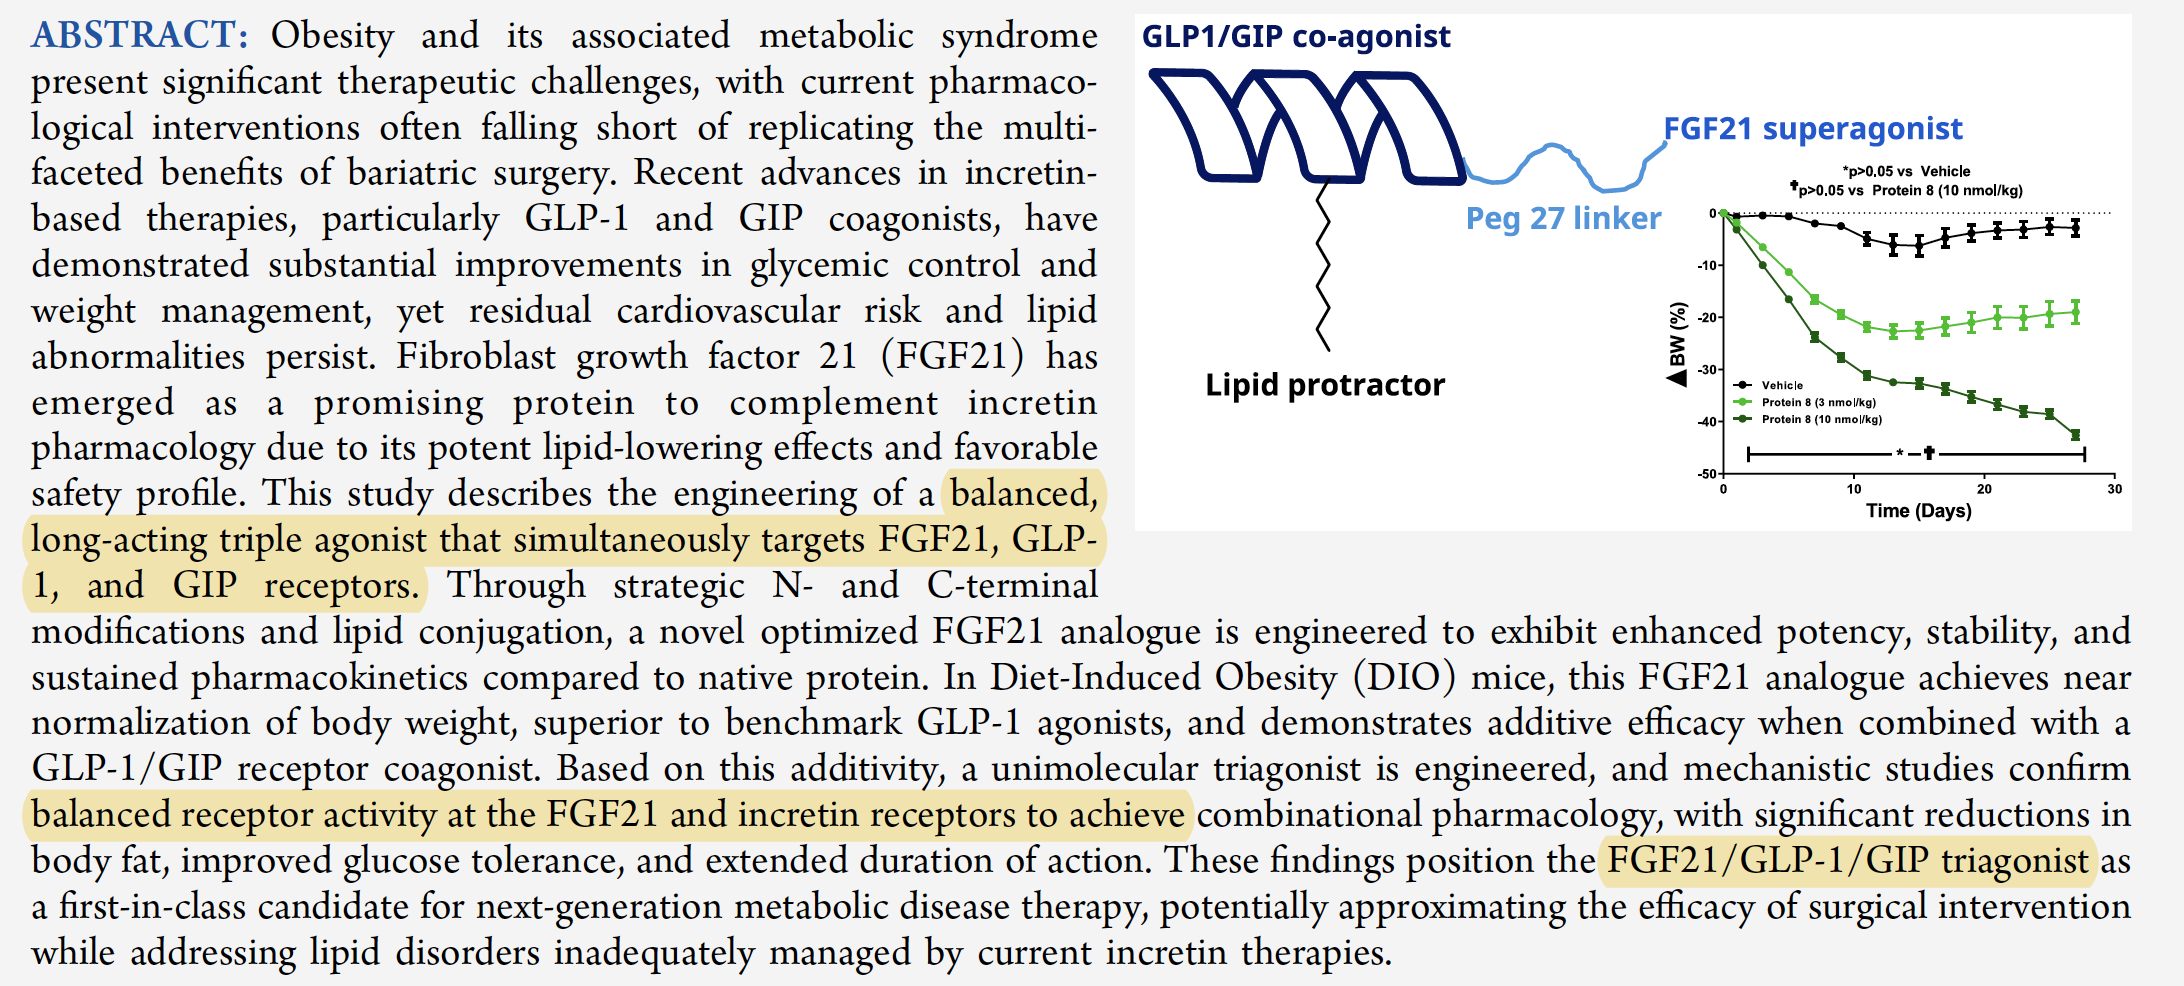 ABSTRACT: Obesity and its associated metabolic syndrome
present significant therapeutic challenges, with current pharmaco-
logical interventions often falling short of replicating the multi-
faceted benefits of bariatric surgery. Recent advances in incretin-
based therapies, particularly GLP-1 and GIP coagonists, have
demonstrated substantial improvements in glycemic control and
weight management, yet residual cardiovascular risk and lipid
abnormalities persist. Fibroblast growth factor 21 (FGF21) has
emerged as a promising protein to complement incretin
pharmacology due to its potent lipid-lowering effects and favorable
safety profile. This study describes the engineering of a balanced,
long-acting triple agonist that simultaneously targets FGF21, GLP-
1, and GIP receptors. Through strategic N- and C-terminal
modifications and lipid conjugation, a novel optimized FGF21 analogue is engineered to exhibit enhanced potency, stability, and
sustained pharmacokinetics compared to native protein. In Diet-Induced Obesity (DIO) mice, this FGF21 analogue achieves near
normalization of body weight, superior to benchmark GLP-1 agonists, and demonstrates additive efficacy when combined with a
GLP-1/GIP receptor coagonist. Based on this additivity, a unimolecular triagonist is engineered, and mechanistic studies confirm
balanced receptor activity at the FGF21 and incretin receptors to achieve combinational pharmacology, with significant reductions in
body fat, improved glucose tolerance, and extended duration of action. These findings position the FGF21/GLP-1/GIP triagonist as
a first-in-class candidate for next-generation metabolic disease therapy, potentially approximating the efficacy of surgical intervention
while addressing lipid disorders inadequately managed by current incretin therapies.
GLP1/GIP co-agonist
FGF21 superagonist
Peg 27 linker
Lipid protractor
*p>0.05 vs Vehicle
✝p>0.05 vs Protein 8 (10 nmol/kg)
0
-10
-20
-30
-40
-50
◀ BW (%)
Vehicle
Protein 8 (3 nmol/kg)
Protein 8 (10 nmol/kg)
* ✝
0 10 20 30
Time (Days)